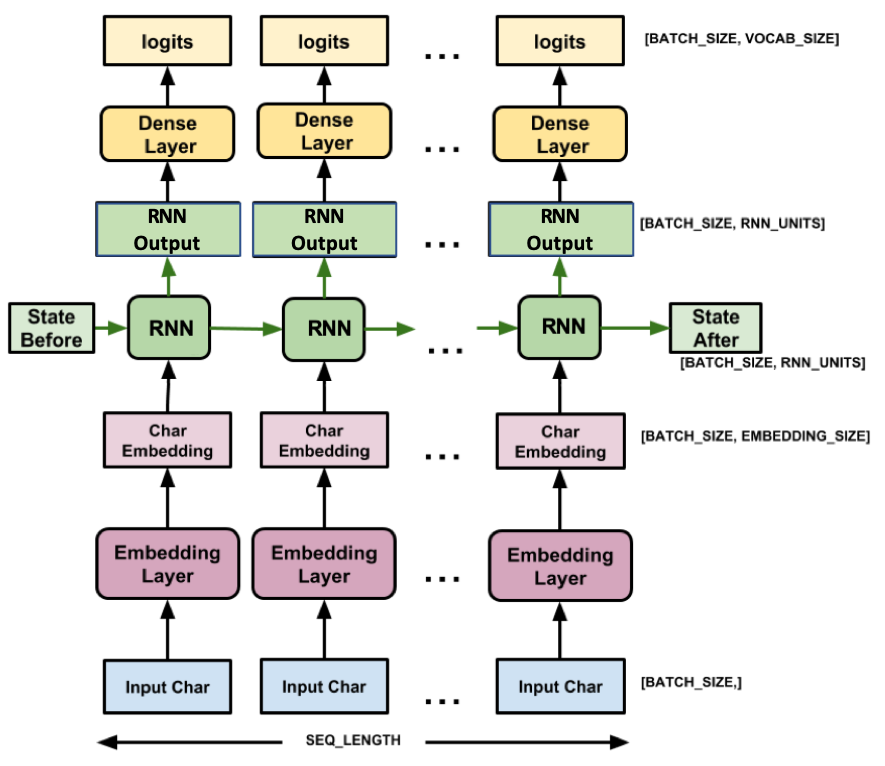 logits
logits
...
logits
[BATCH_SIZE, VOCAB_SIZE]
Dense
Layer
Dense
Layer
...
Dense
Layer
RNN
Output
RNN
Output
...
RNN
Output
[BATCH_SIZE, RNN_UNITS]
State
Before
RNN
RNN
...
RNN
State
After
[BATCH_SIZE, RNN_UNITS]
Char
Embedding
Char
Embedding
...
Char
Embedding
[BATCH_SIZE, EMBEDDING_SIZE]
Embedding
Layer
Embedding
Layer
...
Embedding
Layer
Input Char
Input Char
...
Input Char
[BATCH_SIZE,]
SEQ_LENGTH